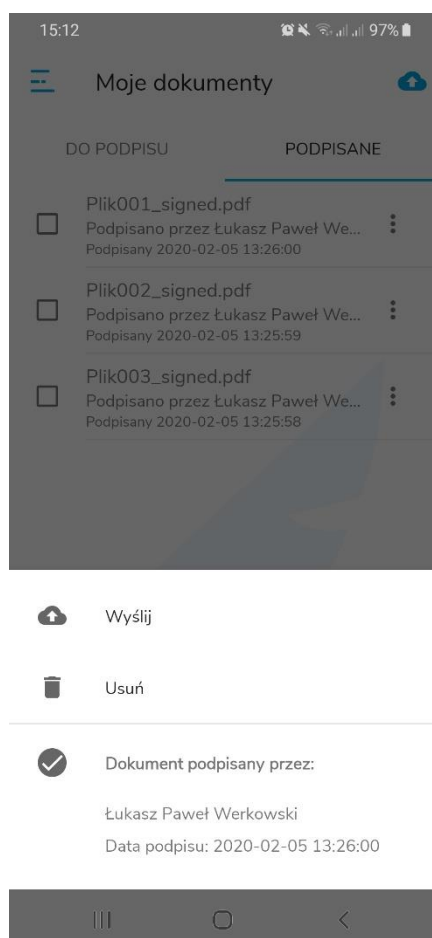 15:12 97%
Moje dokumenty
DO PODPISU PODPISANE
Plik001_signed.pdf
Podpisano przez Łukasz Paweł We...
Podpisany 2020-02-05 13:26:00
Plik002_signed.pdf
Podpisano przez Łukasz Paweł We...
Podpisany 2020-02-05 13:25:59
Plik003_signed.pdf
Podpisano przez Łukasz Paweł We...
Podpisany 2020-02-05 13:25:58
Wyślij
Usuń
Dokument podpisany przez:
Łukasz Paweł Werkowski
Data podpisu: 2020-02-05 13:26:00